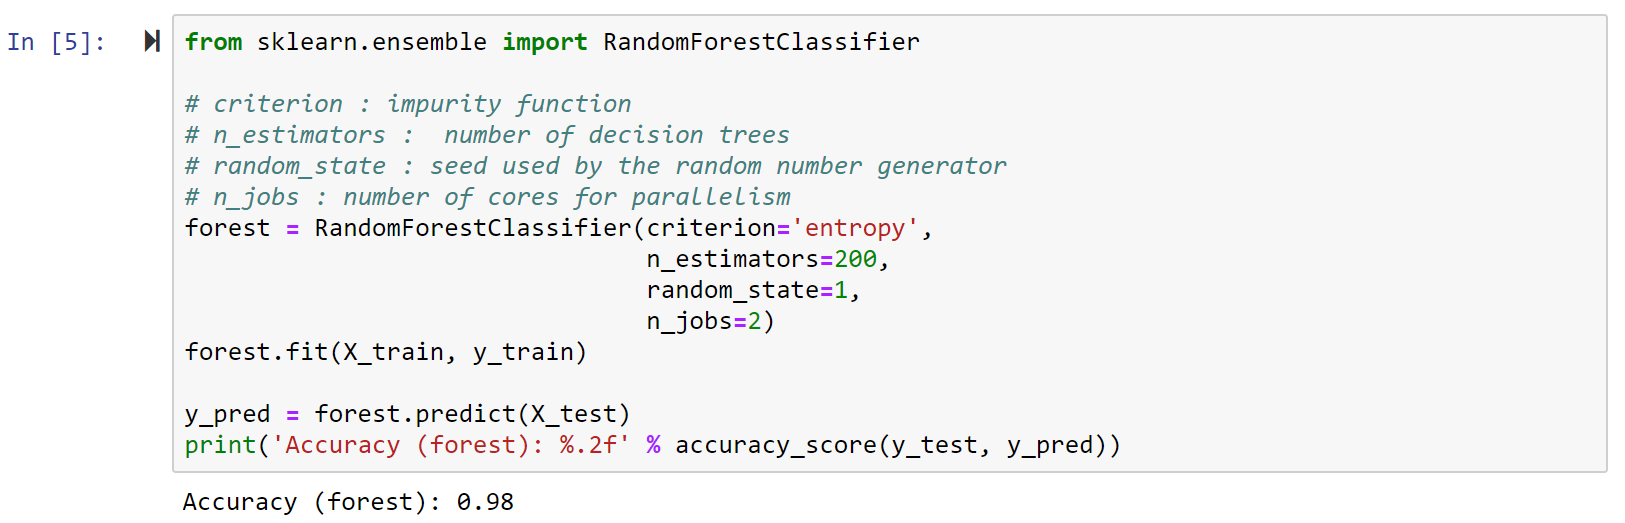 In [5]:
from sklearn.ensemble import RandomForestClassifier
# criterion : impurity function
# n_estimators :  number of decision trees
# random_state : seed used by the random number generator
# n_jobs : number of cores for parallelism
forest = RandomForestClassifier(criterion='entropy',
                                n_estimators=200,
                                random_state=1,
                                n_jobs=2)
forest.fit(X_train, y_train)
y_pred = forest.predict(X_test)
print('Accuracy (forest): %.2f' % accuracy_score(y_test, y_pred))
Accuracy (forest): 0.98